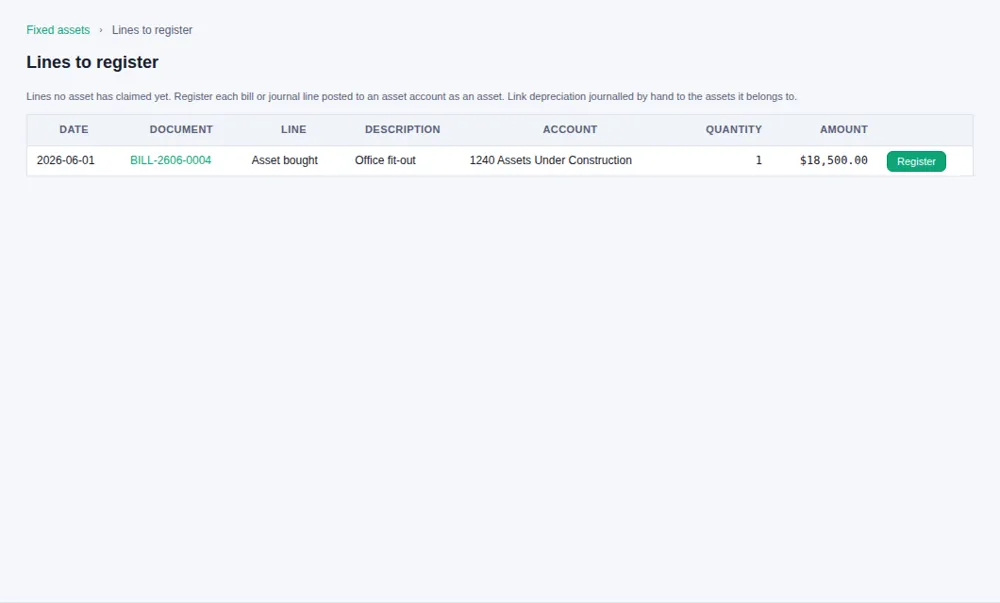 Fixed assets › Lines to register
Lines to register
Lines no asset has claimed yet. Register each bill or journal line posted to an asset account as an asset. Link depreciation journalled by hand to the assets it belongs to.
DATE DOCUMENT LINE DESCRIPTION ACCOUNT QUANTITY AMOUNT
2026-06-01 BILL-2606-0004 Asset bought Office fit-out 1240 Assets Under Construction 1 $18,500.00 Register